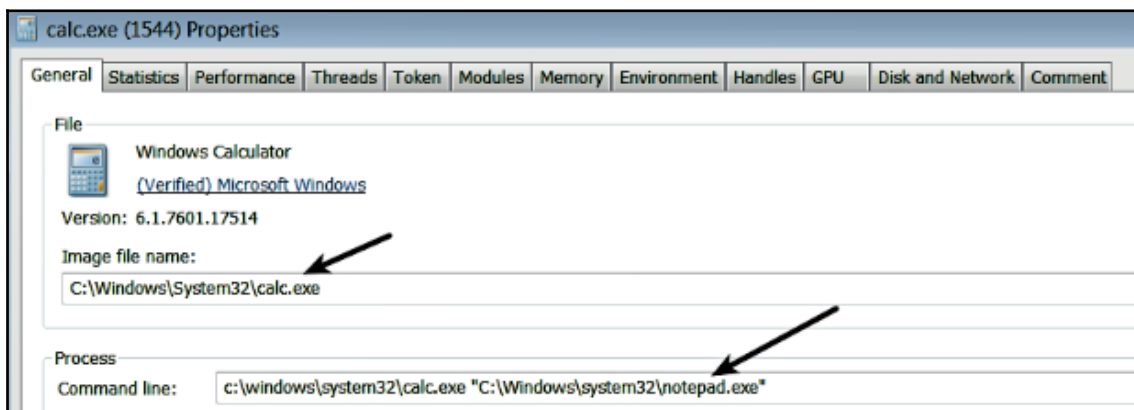 calc.exe (1544) Properties
General Statistics Performance Threads Token Modules Memory Environment Handles GPU Disk and Network Comment
File
Windows Calculator
(Verified) Microsoft Windows
Version: 6.1.7601.17514
Image file name:
C:\Windows\System32\calc.exe
Process
Command line: c:\windows\system32\calc.exe "C:\Windows\system32\notepad.exe"